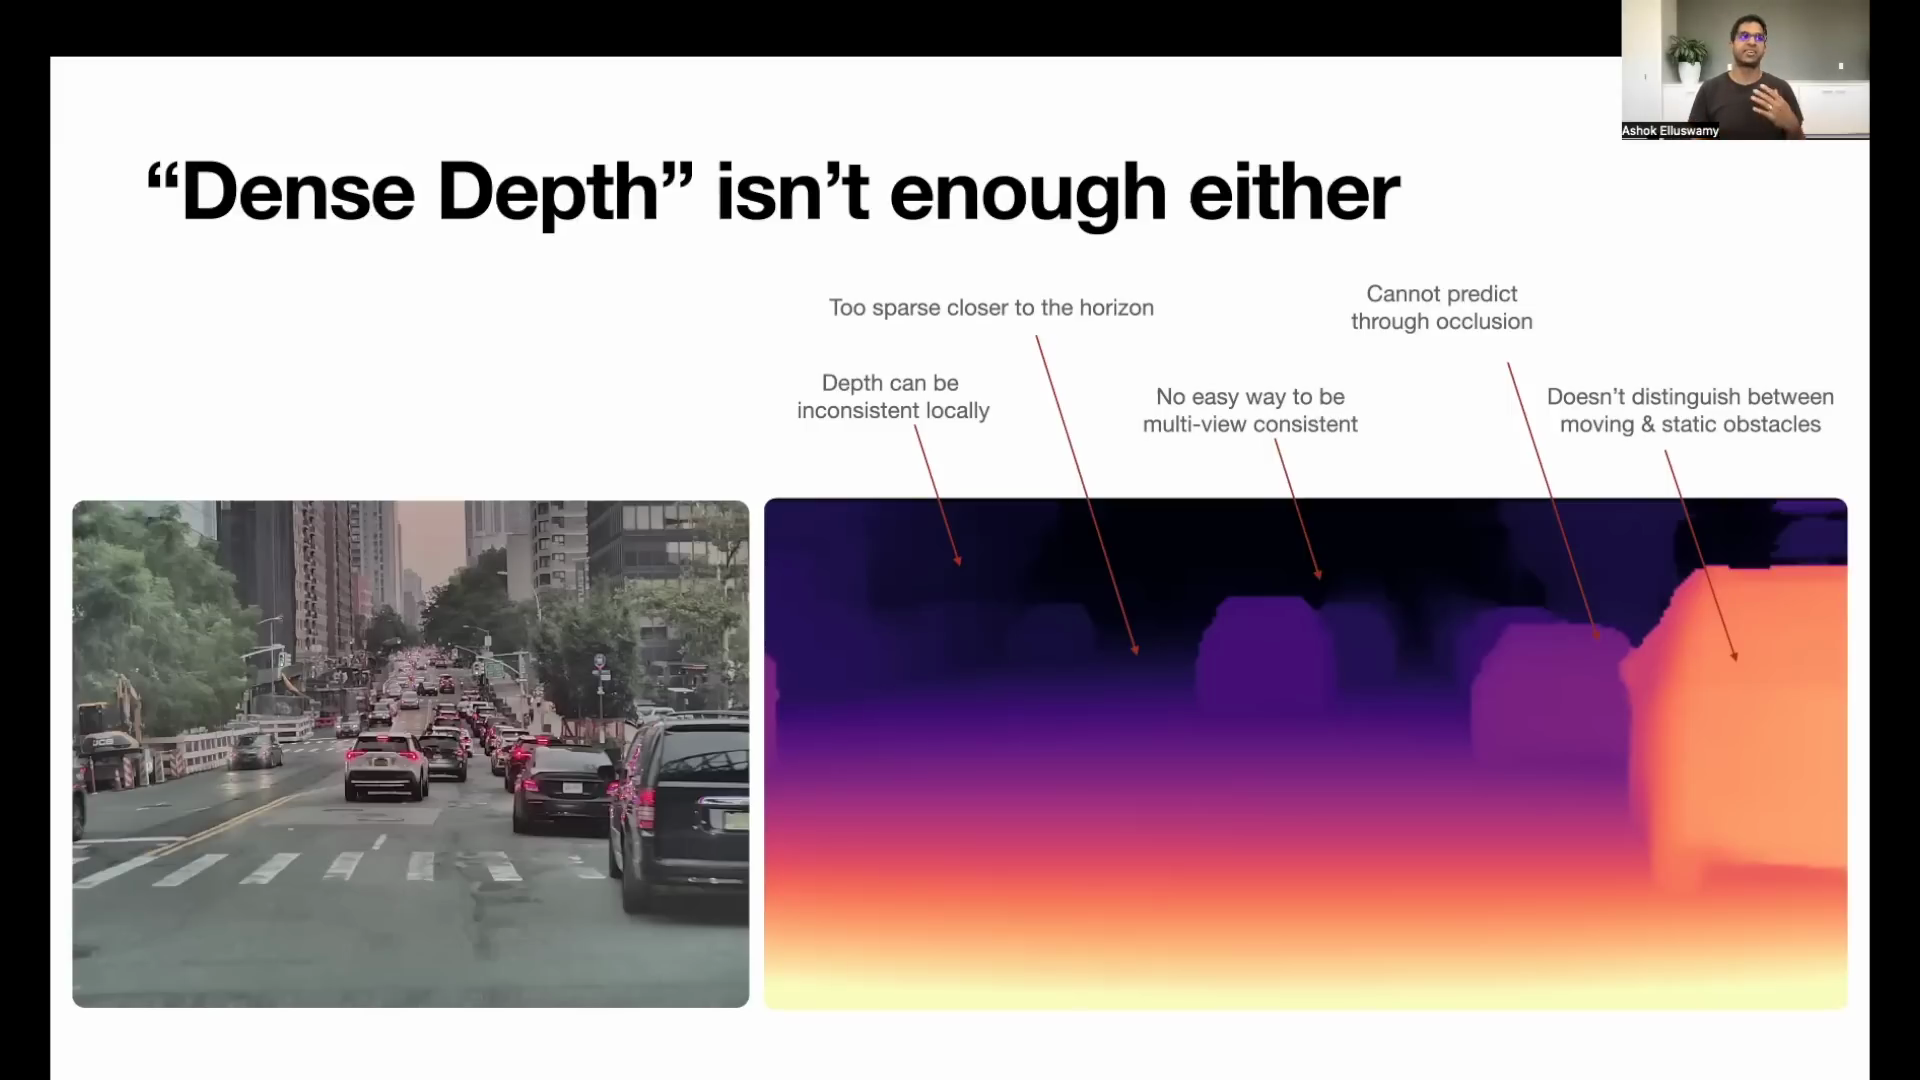 Ashok Elluswamy
“Dense Depth” isn’t enough either
Too sparse closer to the horizon
Cannot predict
through occlusion
Depth can be
inconsistent locally
No easy way to be
multi-view consistent
Doesn’t distinguish between
moving & static obstacles